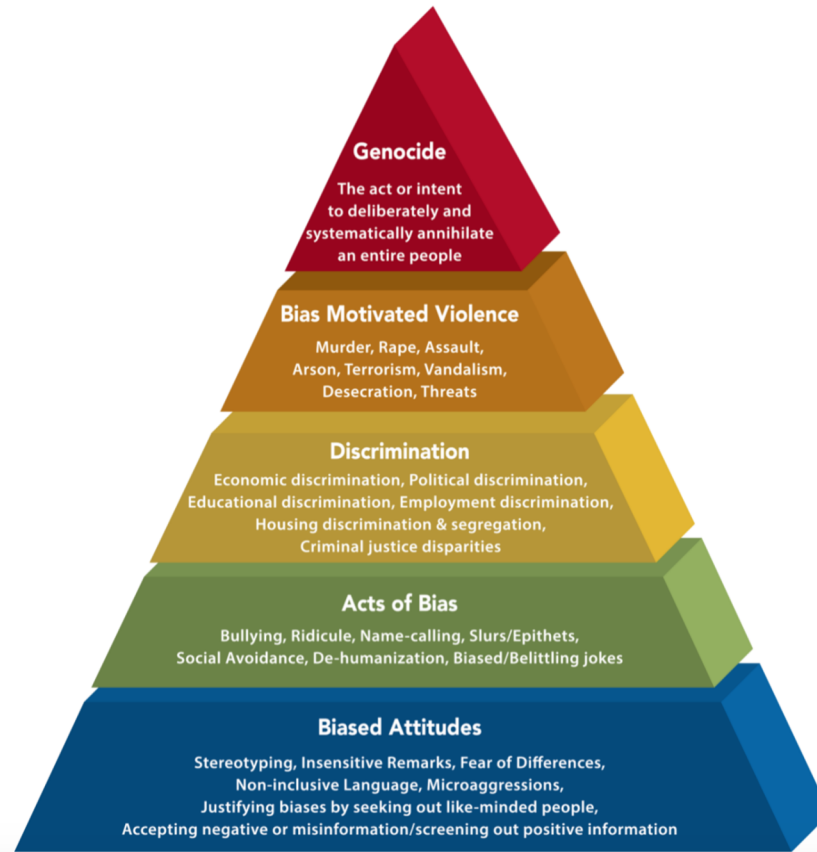 Genocide
The act or intent
to deliberately and
systematically annihilate
an entire people
Bias Motivated Violence
Murder, Rape, Assault,
Arson, Terrorism, Vandalism,
Desecration, Threats
Discrimination
Economic discrimination, Political discrimination,
Educational discrimination, Employment discrimination,
Housing discrimination & segregation,
Criminal justice disparities
Acts of Bias
Bullying, Ridicule, Name-calling, Slurs/Epithets,
Social Avoidance, De-humanization, Biased/Belittling jokes
Biased Attitudes
Stereotyping, Insensitive Remarks, Fear of Differences,
Non-inclusive Language, Microaggressions,
Justifying biases by seeking out like-minded people,
Accepting negative or misinformation/screening out positive information